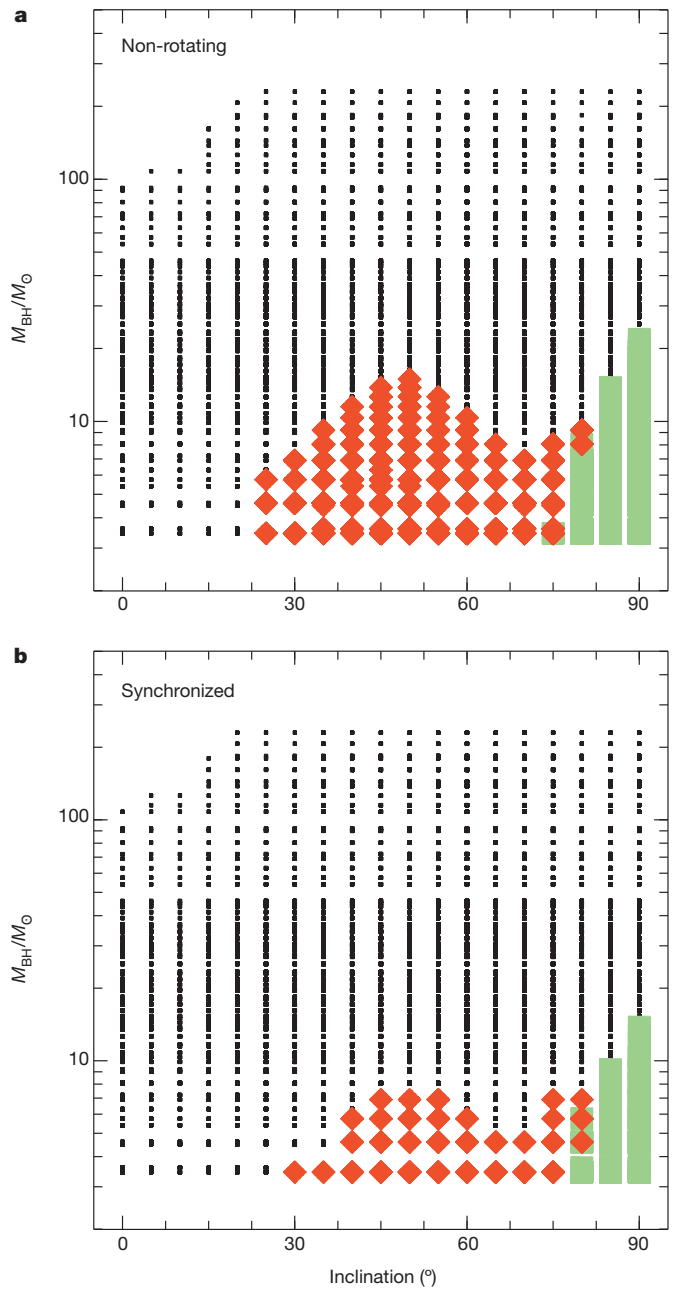 a
Non-rotating
100
10
M_BH/M_⊙
0 30 60 90
b
Synchronized
100
10
M_BH/M_⊙
0 30 60 90
Inclination (º)